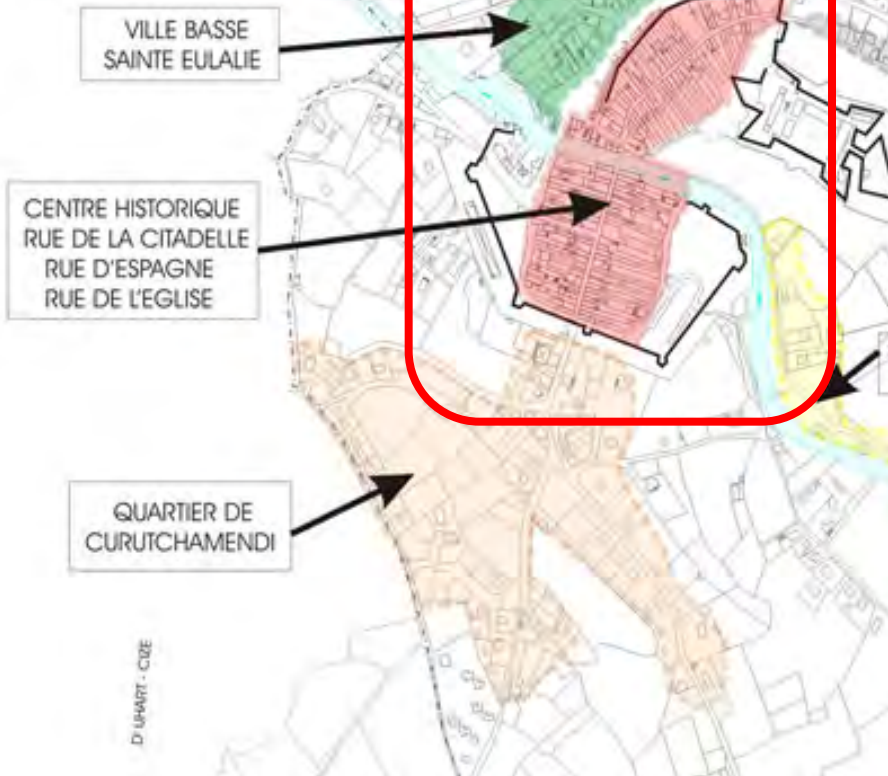 VILLE BASSE
SAINTE EULALIE
CENTRE HISTORIQUE
RUE DE LA CITADELLE
RUE D'ESPAGNE
RUE DE L'EGLISE
QUARTIER DE
CURUTCHAMENDI
D'UHART - CIZE